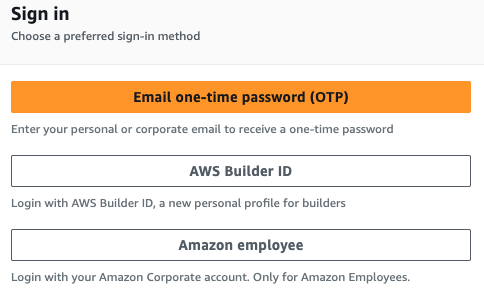 Sign in
Choose a preferred sign-in method
Email one-time password (OTP)
Enter your personal or corporate email to receive a one-time password
AWS Builder ID
Login with AWS Builder ID, a new personal profile for builders
Amazon employee
Login with your Amazon Corporate account. Only for Amazon Employees.